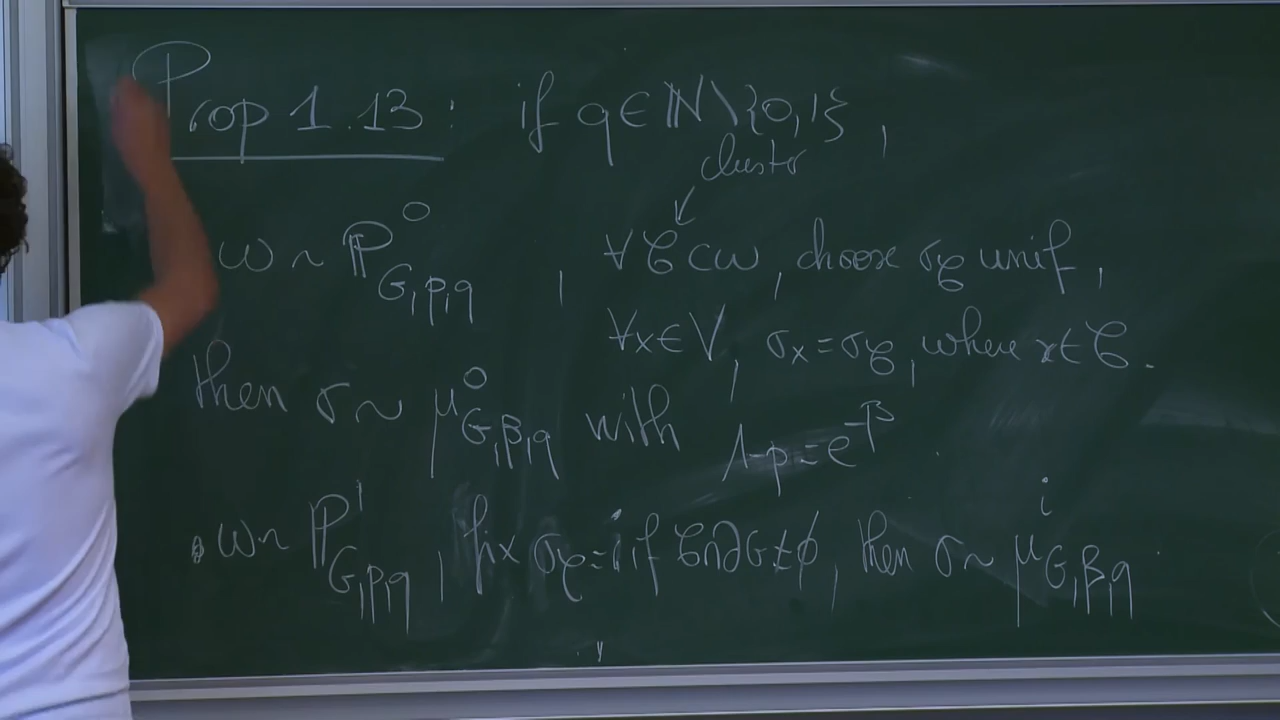 Prop 1.13 : if q ∈ ℕ \ {0,1} ,
cluster
ω ~ ℙ⁰_{G,p,q} , ∀𝒞 ⊂ ω , choose σ_𝒞 unif ,
∀x ∈ V , σ_x = σ_𝒞 , where x ∈ 𝒞 .
then σ ~ μ⁰_{G,β,q} with 1-p = e^{-β}
• ω ~ ℙ¹_{G,p,q} , fix σ_𝒞 = i if 𝒞 ∩ ∂G ≠ ∅ , then σ ~ μ^i_{G,β,q}